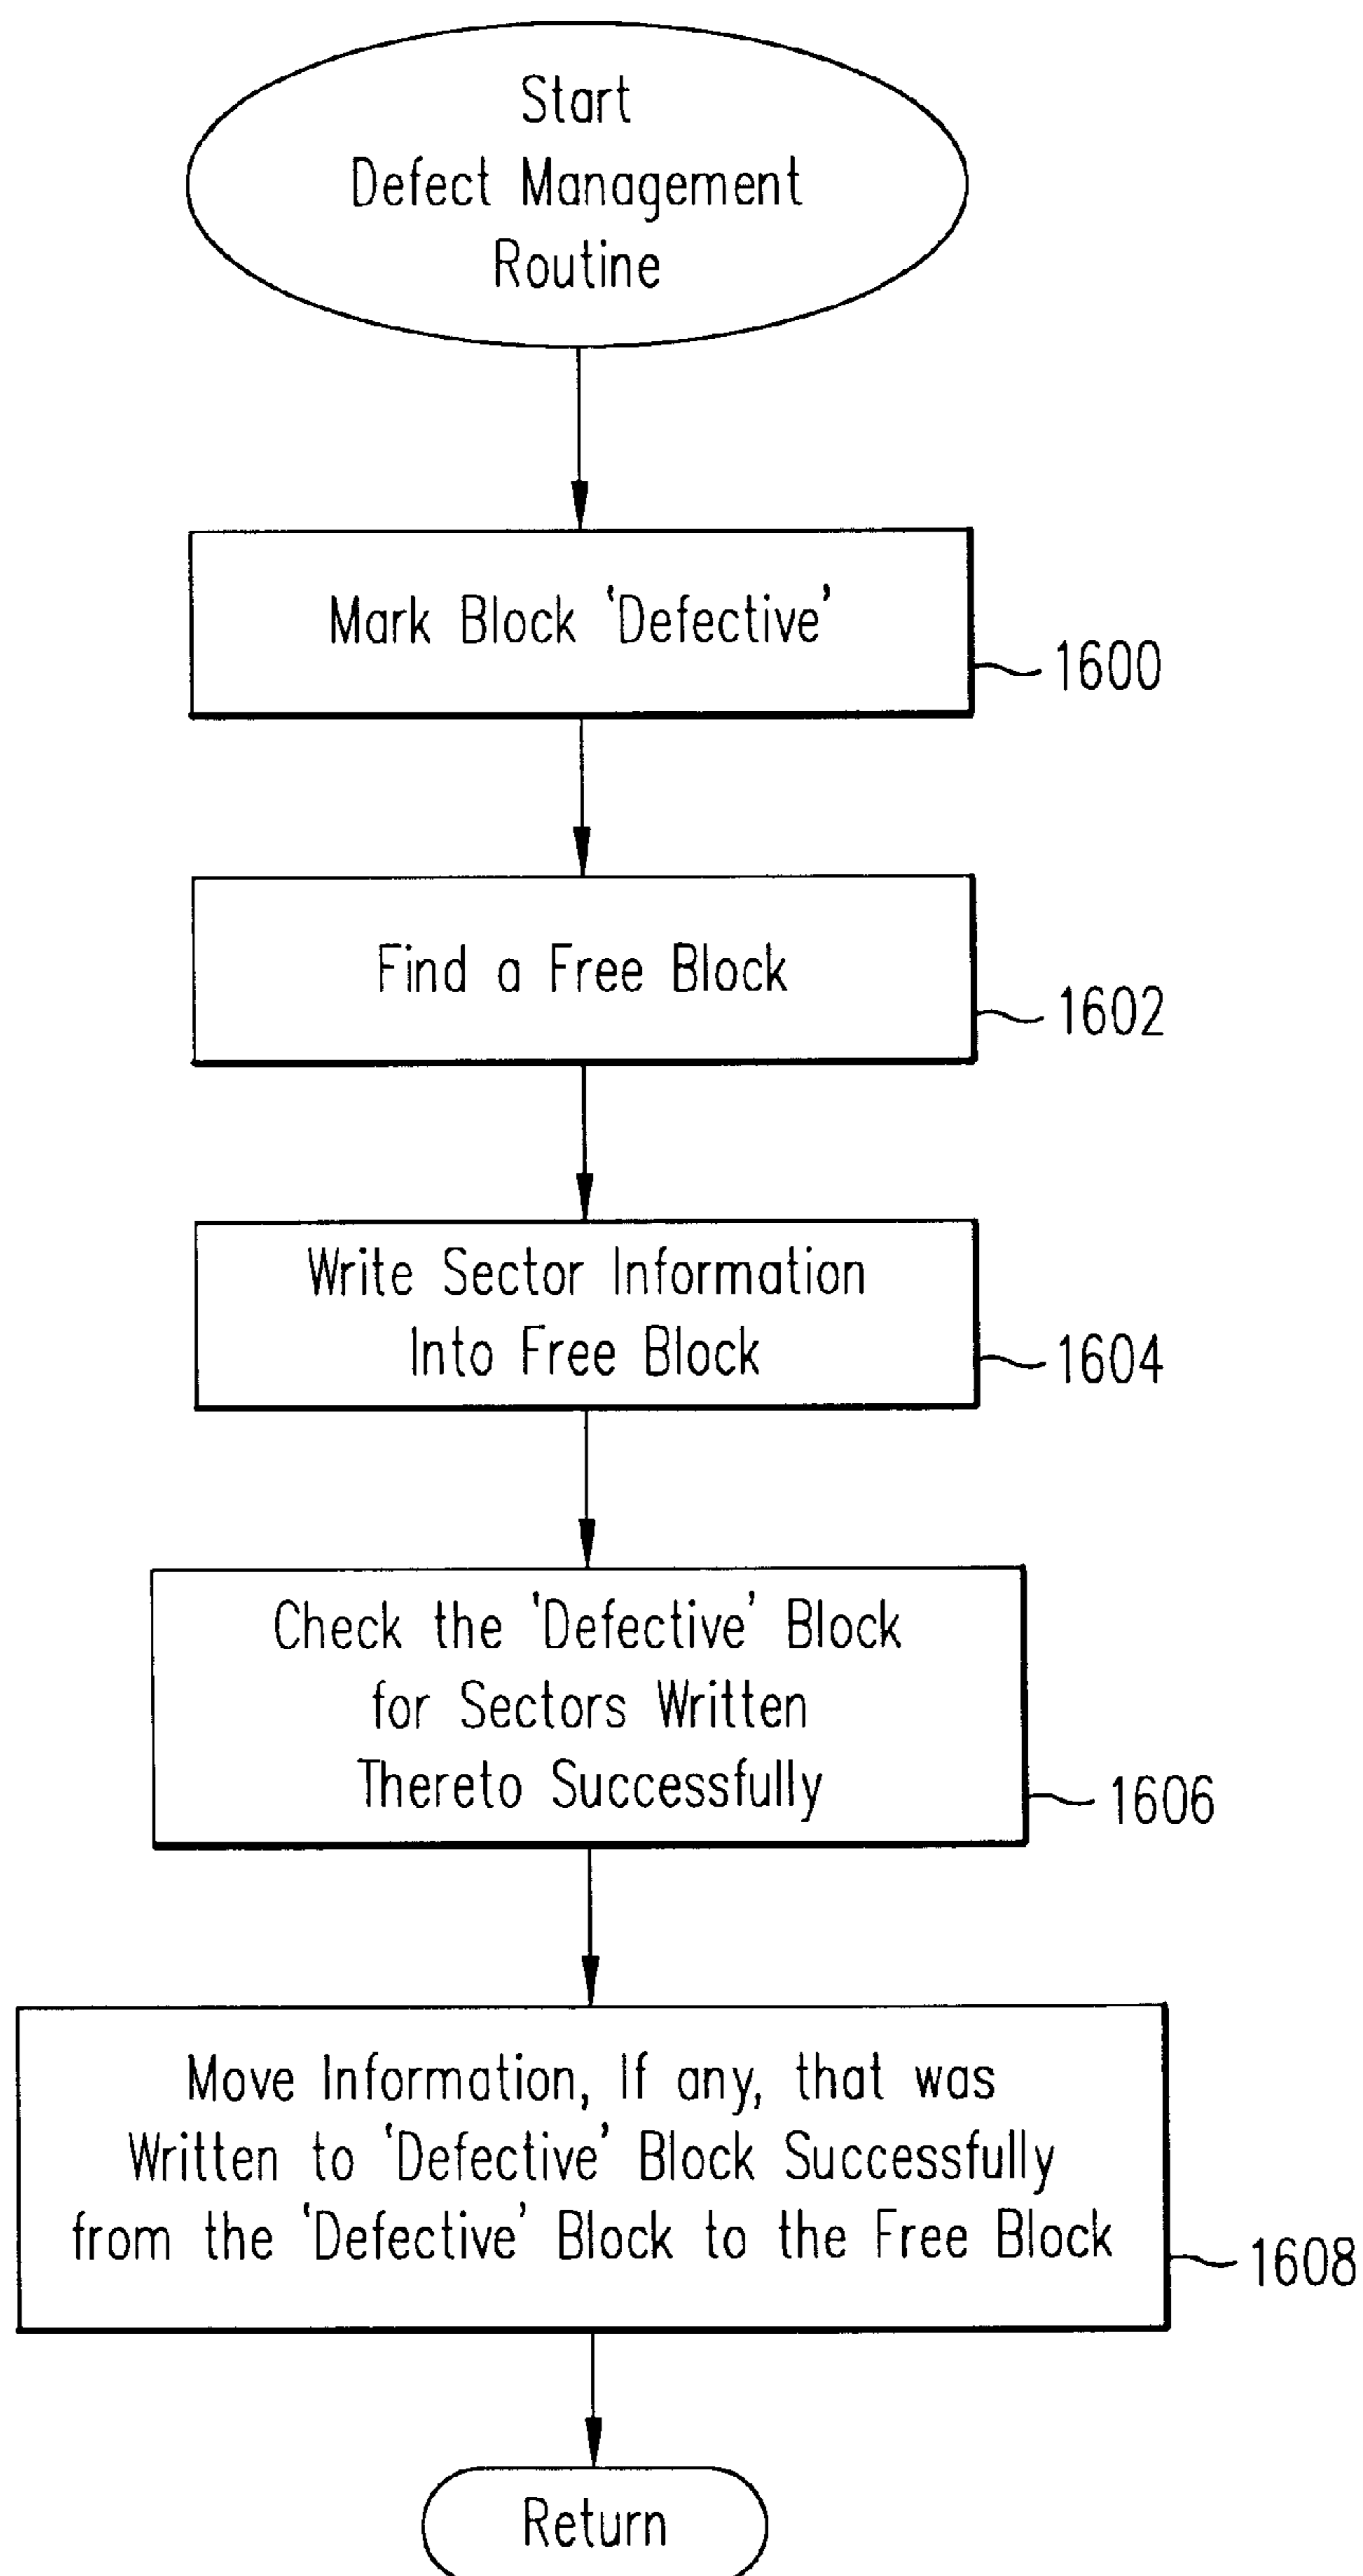 Start
Defect Management
Routine
Mark Block 'Defective'
1600
Find a Free Block
1602
Write Sector Information
Into Free Block
1604
Check the 'Defective' Block
for Sectors Written
Thereto Successfully
1606
Move Information, If any, that was
Written to 'Defective' Block Successfully
from the 'Defective' Block to the Free Block
1608
Return